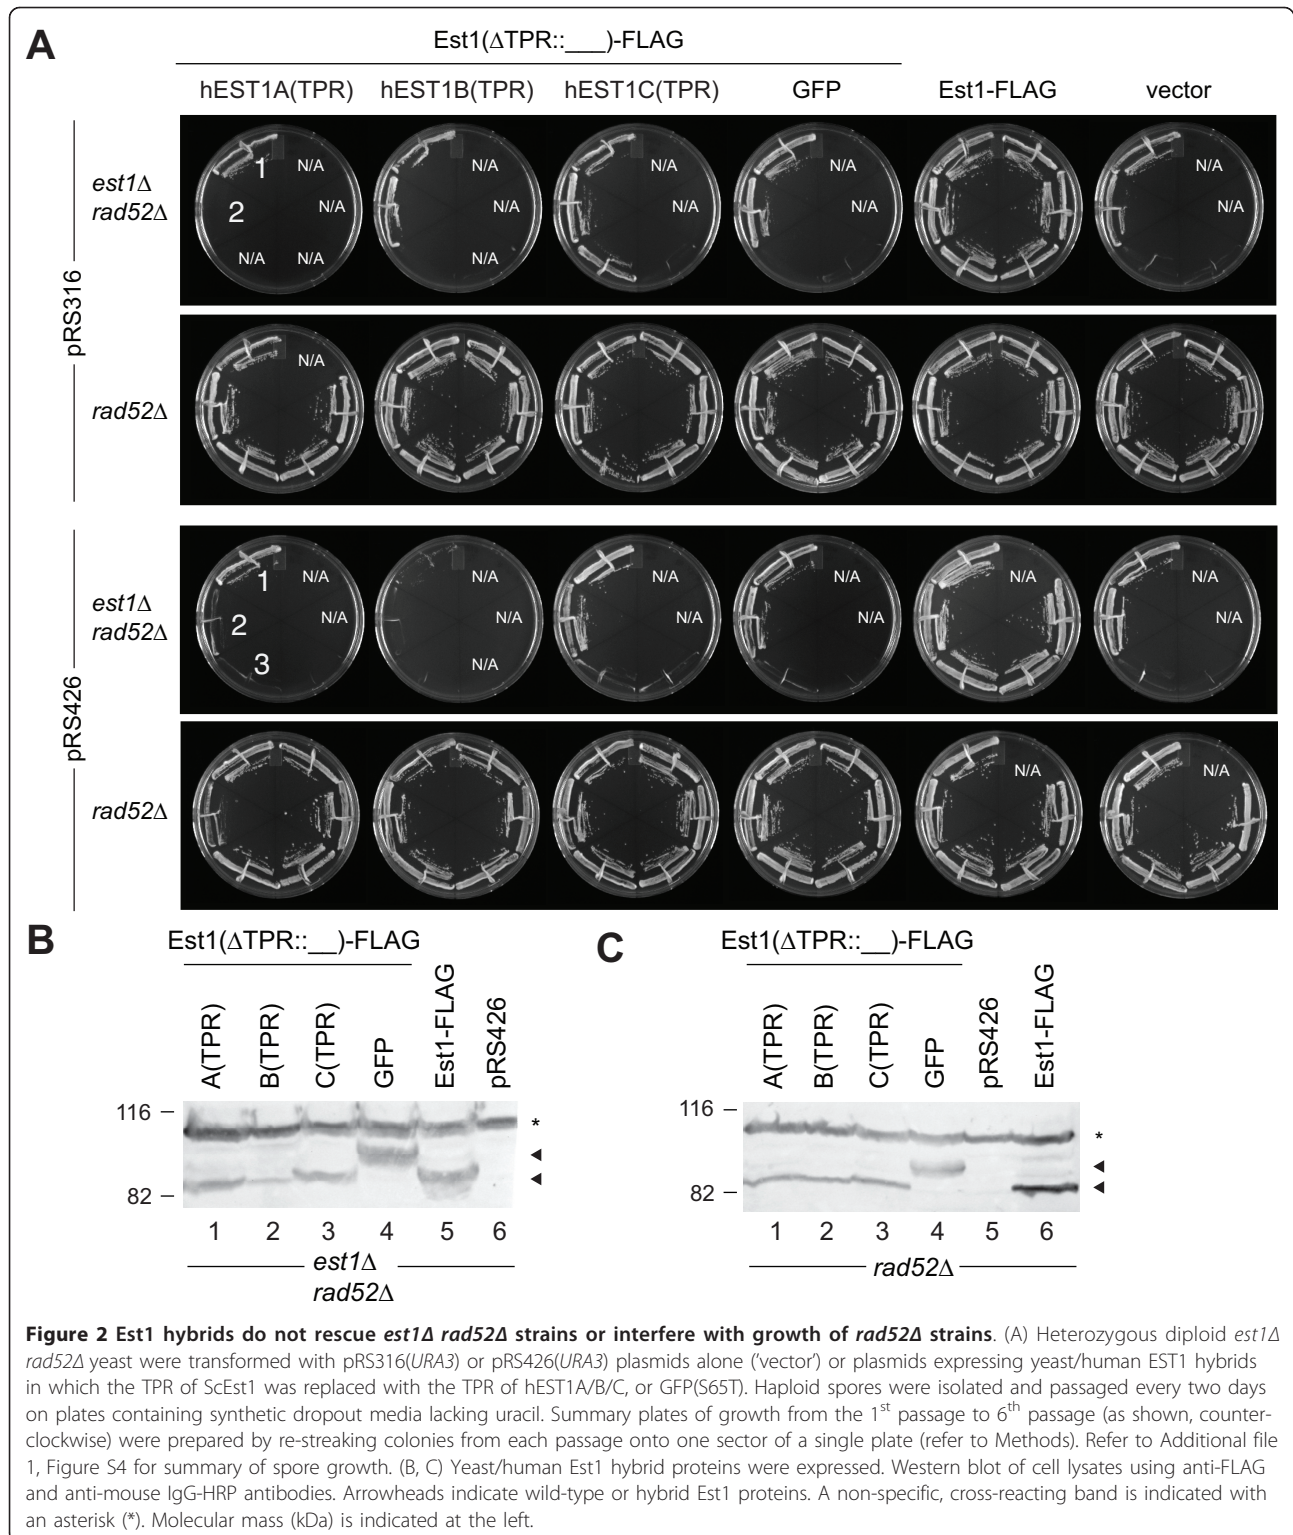 A
Est1(ΔTPR::___)-FLAG
hEST1A(TPR) hEST1B(TPR) hEST1C(TPR) GFP Est1-FLAG vector
pRS316
est1Δ
rad52Δ
1 N/A N/A N/A N/A N/A
2 N/A N/A N/A N/A N/A
N/A N/A N/A
rad52Δ
N/A
pRS426
est1Δ
rad52Δ
1 N/A N/A N/A N/A N/A N/A
2 N/A N/A N/A N/A N/A
3 N/A
rad52Δ
N/A N/A
B
Est1(ΔTPR::__)-FLAG
A(TPR) B(TPR) C(TPR) GFP Est1-FLAG pRS426
116
*
82
1 2 3 4 5 6
est1Δ
rad52Δ
C
Est1(ΔTPR::__)-FLAG
A(TPR) B(TPR) C(TPR) GFP pRS426 Est1-FLAG
116
*
82
1 2 3 4 5 6
rad52Δ
Figure 2 Est1 hybrids do not rescue est1Δ rad52Δ strains or interfere with growth of rad52Δ strains. (A) Heterozygous diploid est1Δ
rad52Δ yeast were transformed with pRS316(URA3) or pRS426(URA3) plasmids alone (‘vector’) or plasmids expressing yeast/human EST1 hybrids
in which the TPR of ScEst1 was replaced with the TPR of hEST1A/B/C, or GFP(S65T). Haploid spores were isolated and passaged every two days
on plates containing synthetic dropout media lacking uracil. Summary plates of growth from the 1st passage to 6th passage (as shown, counter-
clockwise) were prepared by re-streaking colonies from each passage onto one sector of a single plate (refer to Methods). Refer to Additional file
1, Figure S4 for summary of spore growth. (B, C) Yeast/human Est1 hybrid proteins were expressed. Western blot of cell lysates using anti-FLAG
and anti-mouse IgG-HRP antibodies. Arrowheads indicate wild-type or hybrid Est1 proteins. A non-specific, cross-reacting band is indicated with
an asterisk (*). Molecular mass (kDa) is indicated at the left.